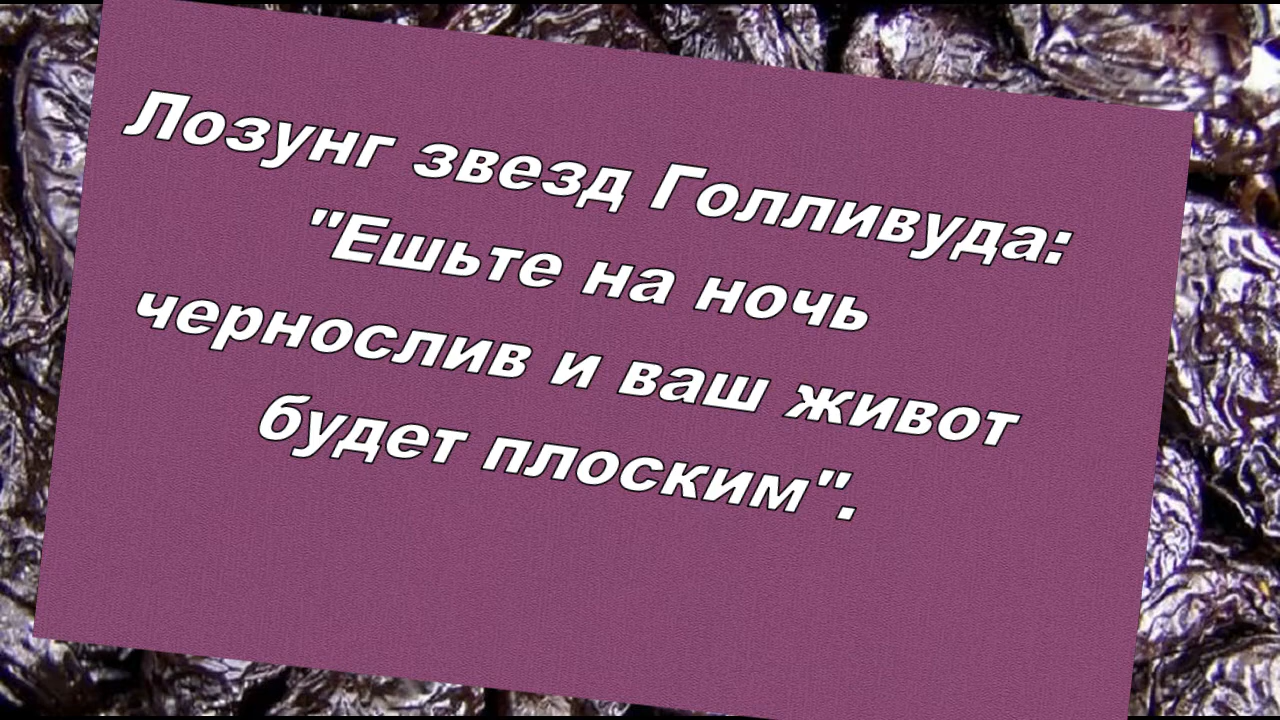 Лозунг звезд Голливуда:
"Ешьте на ночь
чернослив и ваш живот
будет плоским".